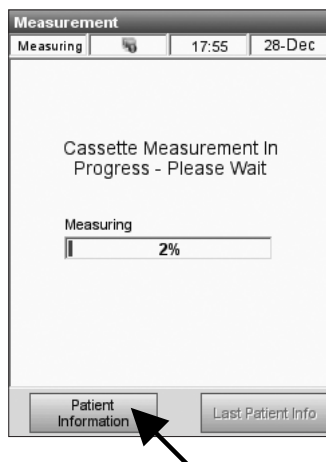 Measurement
Measuring 17:55 28-Dec
Cassette Measurement In
Progress - Please Wait
Measuring
2%
Patient
Information
Last Patient Info